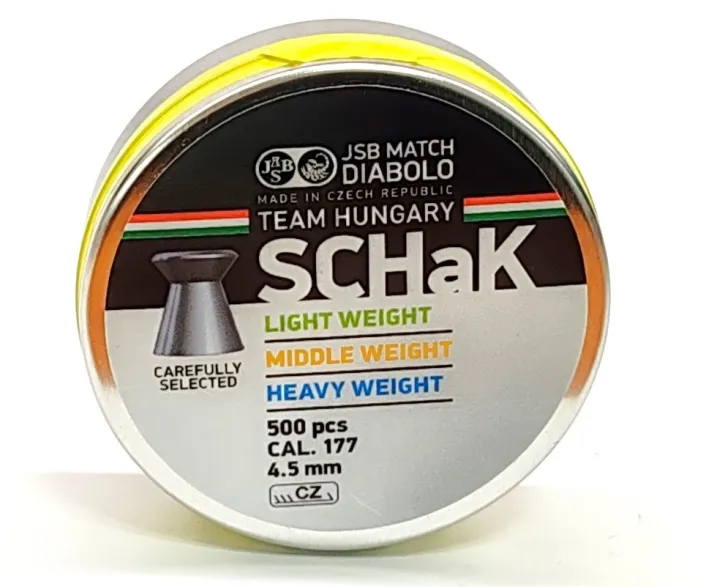 JSB
JSB MATCH
DIABOLO
MADE IN CZECH REPUBLIC
TEAM HUNGARY
SCHaK
LIGHT WEIGHT
MIDDLE WEIGHT
HEAVY WEIGHT
CAREFULLY
SELECTED
500 pcs
CAL. 177
4.5 mm
CZ